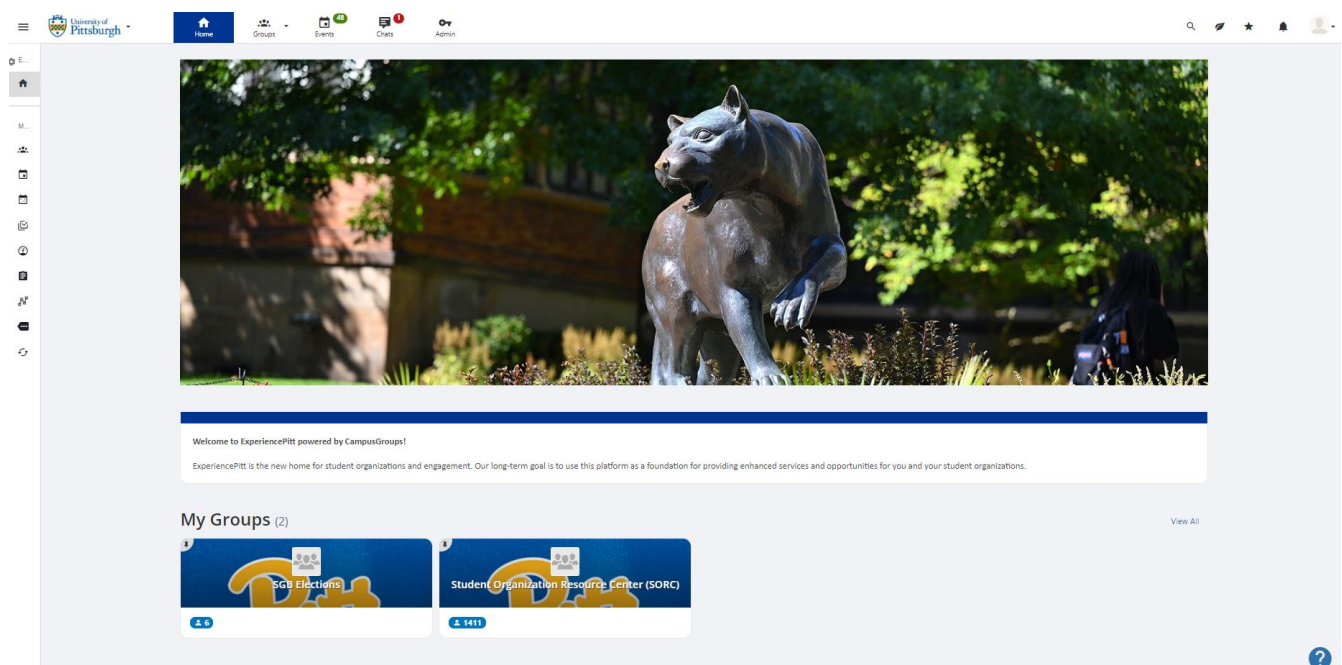 University of
Pittsburgh
Home
Groups
48
Events
1
Chats
Admin
E...
M...
Welcome to ExperiencePitt powered by CampusGroups!
ExperiencePitt is the new home for student organizations and engagement. Our long-term goal is to use this platform as a foundation for providing enhanced services and opportunities for you and your student organizations.
My Groups (2)
View All
Pitt
SGB Elections
6
Pitt
Student Organization Resource Center (SORC)
1411
?